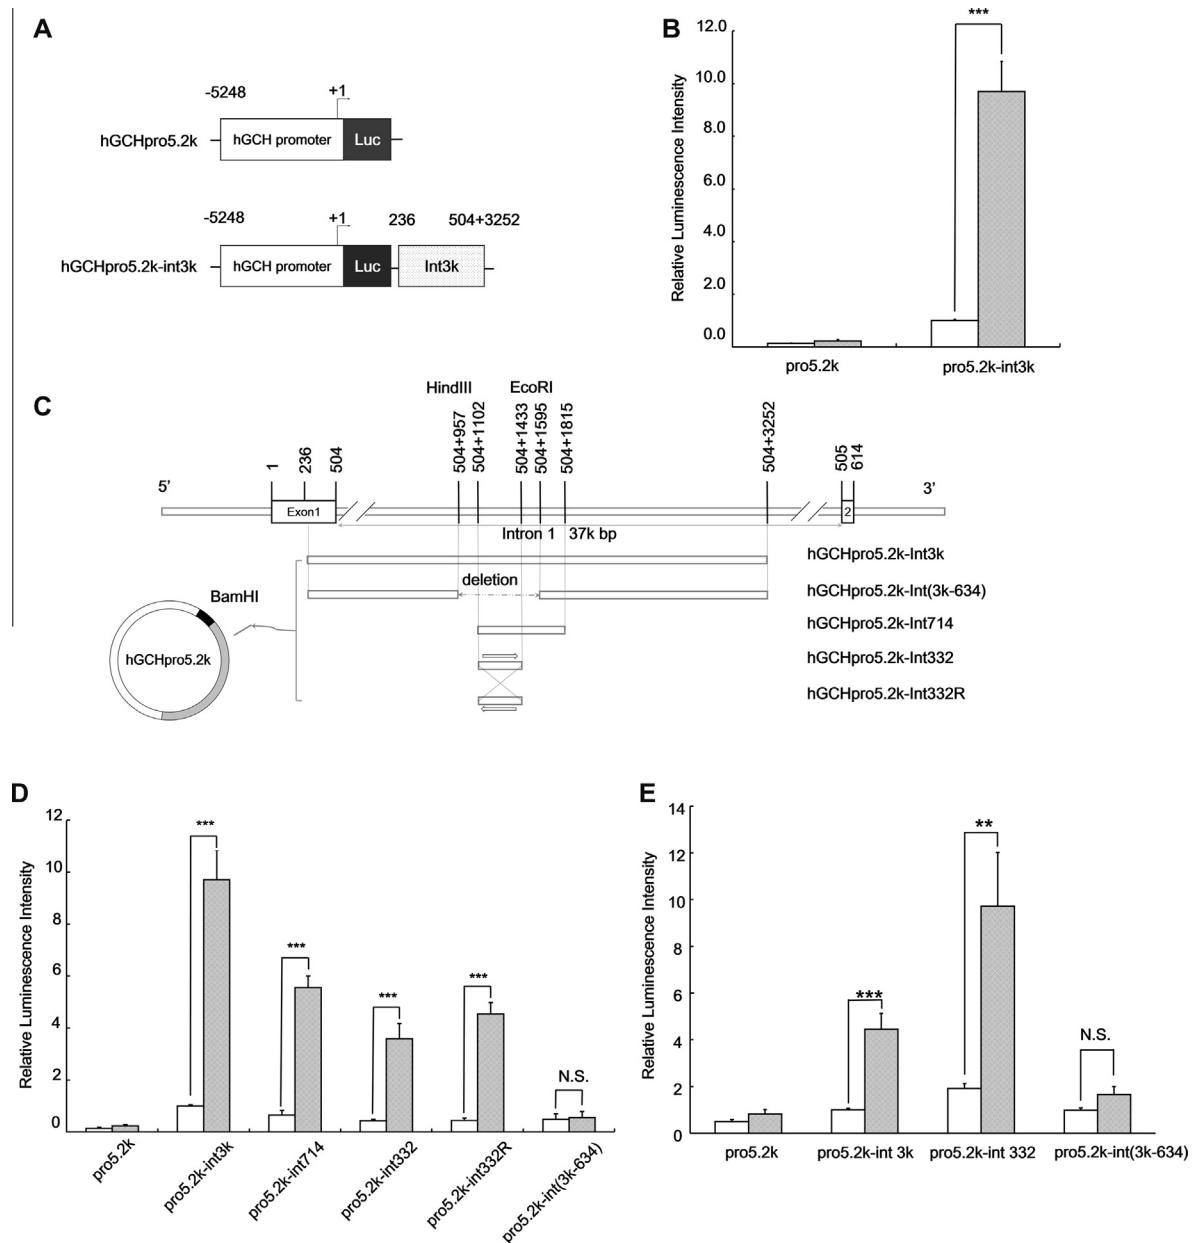 A
-5248 +1
hGCHpro5.2k
hGCH promoter Luc
-5248 +1 236 504+3252
hGCHpro5.2k-int3k
hGCH promoter Luc Int3k
B
Relative Luminescence Intensity
12.0
10.0
8.0
6.0
4.0
2.0
0.0
***
pro5.2k pro5.2k-int3k
C
HindIII EcoRI
1 236 504 504+957 504+1102 504+1433 504+1595 504+1815 504+3252 505 614
5' 3'
Exon1 2
Intron 1 37k bp
hGCHpro5.2k-Int3k
deletion
hGCHpro5.2k-Int(3k-634)
BamHI
hGCHpro5.2k-Int714
hGCHpro5.2k
hGCHpro5.2k-Int332
hGCHpro5.2k-Int332R
D
Relative Luminescence Intensity
12
10
8
6
4
2
0
*** *** *** *** N.S.
pro5.2k pro5.2k-int3k pro5.2k-int714 pro5.2k-int332 pro5.2k-int332R pro5.2k-int(3k-634)
E
Relative Luminescence Intensity
14
12
10
8
6
4
2
0
*** ** N.S.
pro5.2k pro5.2k-int 3k pro5.2k-int 332 pro5.2k-int(3k-634)